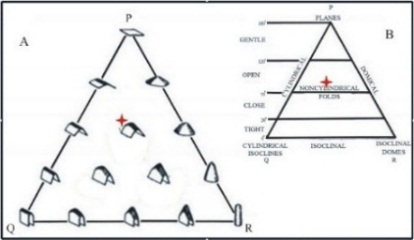 P
A
Q
R
P
PLANES
B
GENTLE
OPEN
CLOSE
TIGHT
CYLINDRICAL
DOMICAL
NONCYLINDRICAL
FOLDS
CYLINDRICAL
ISOCLINES
Q
ISOCLINAL
ISOCLINAL
DOMES
R